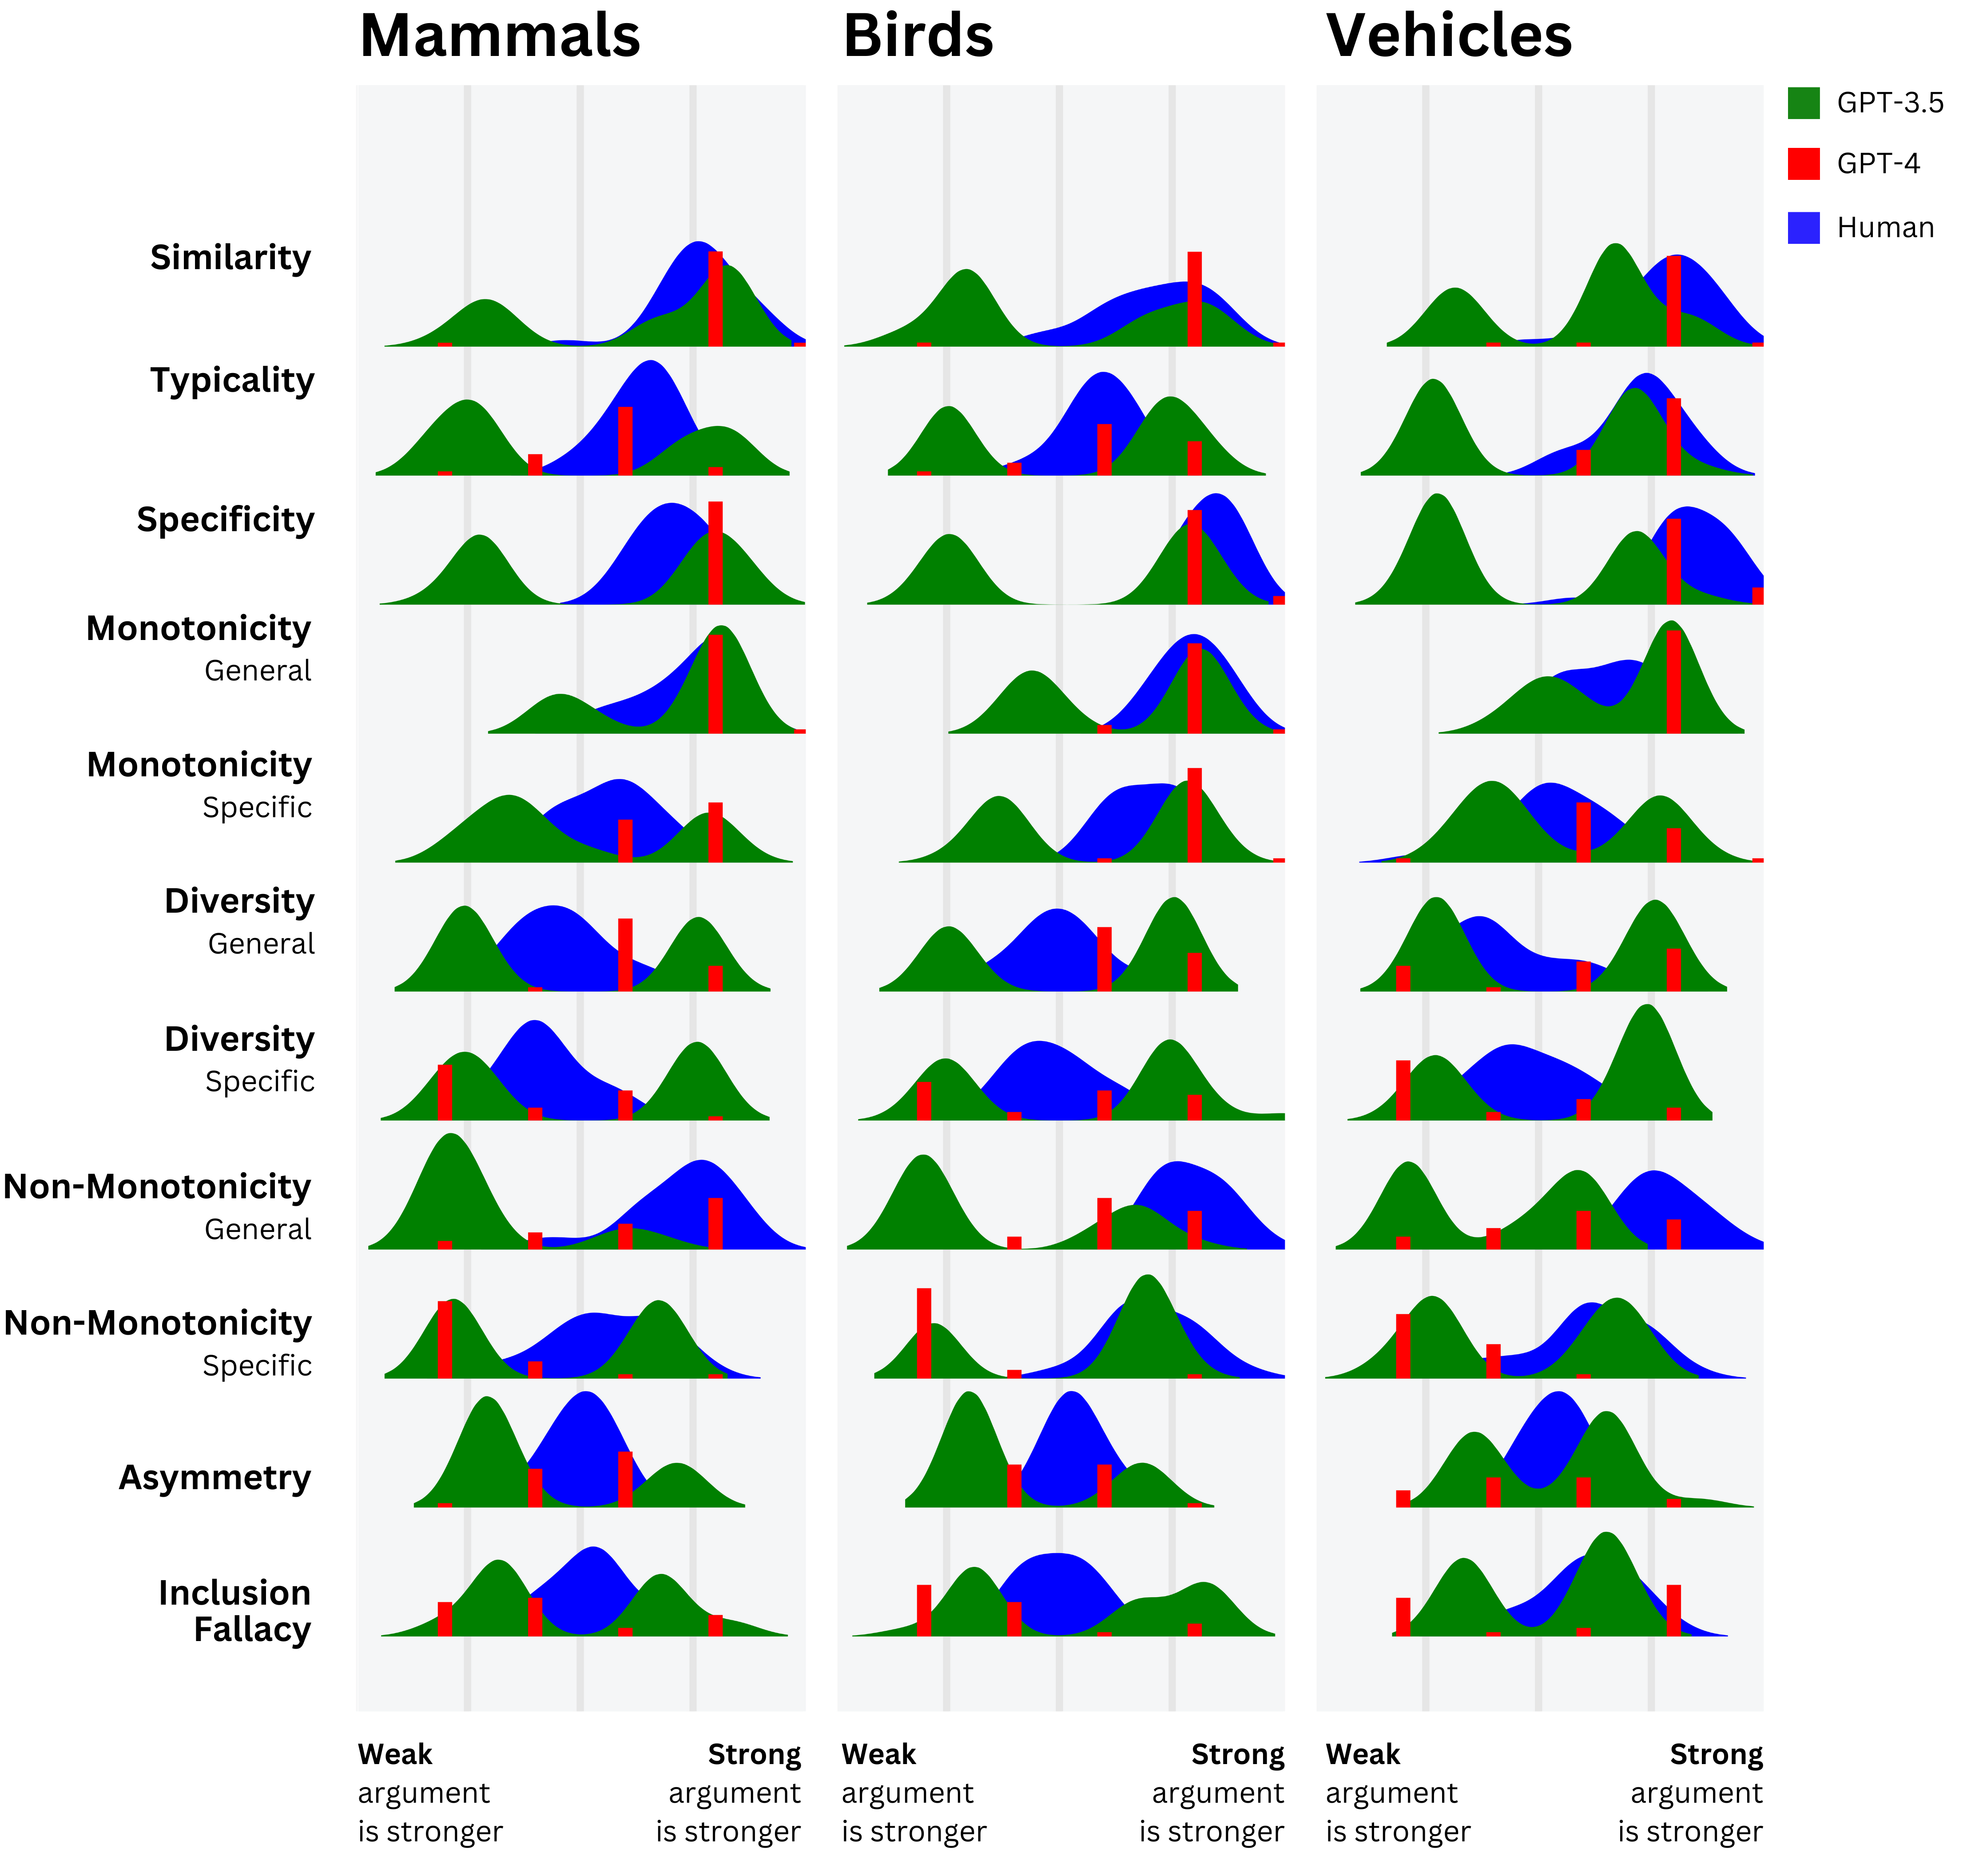 Mammals
Birds
Vehicles
GPT-3.5
GPT-4
Human
Similarity
Typicality
Specificity
Monotonicity
General
Monotonicity
Specific
Diversity
General
Diversity
Specific
Non-Monotonicity
General
Non-Monotonicity
Specific
Asymmetry
Inclusion
Fallacy
Weak
argument
is stronger
Strong
argument
is stronger
Weak
argument
is stronger
Strong
argument
is stronger
Weak
argument
is stronger
Strong
argument
is stronger